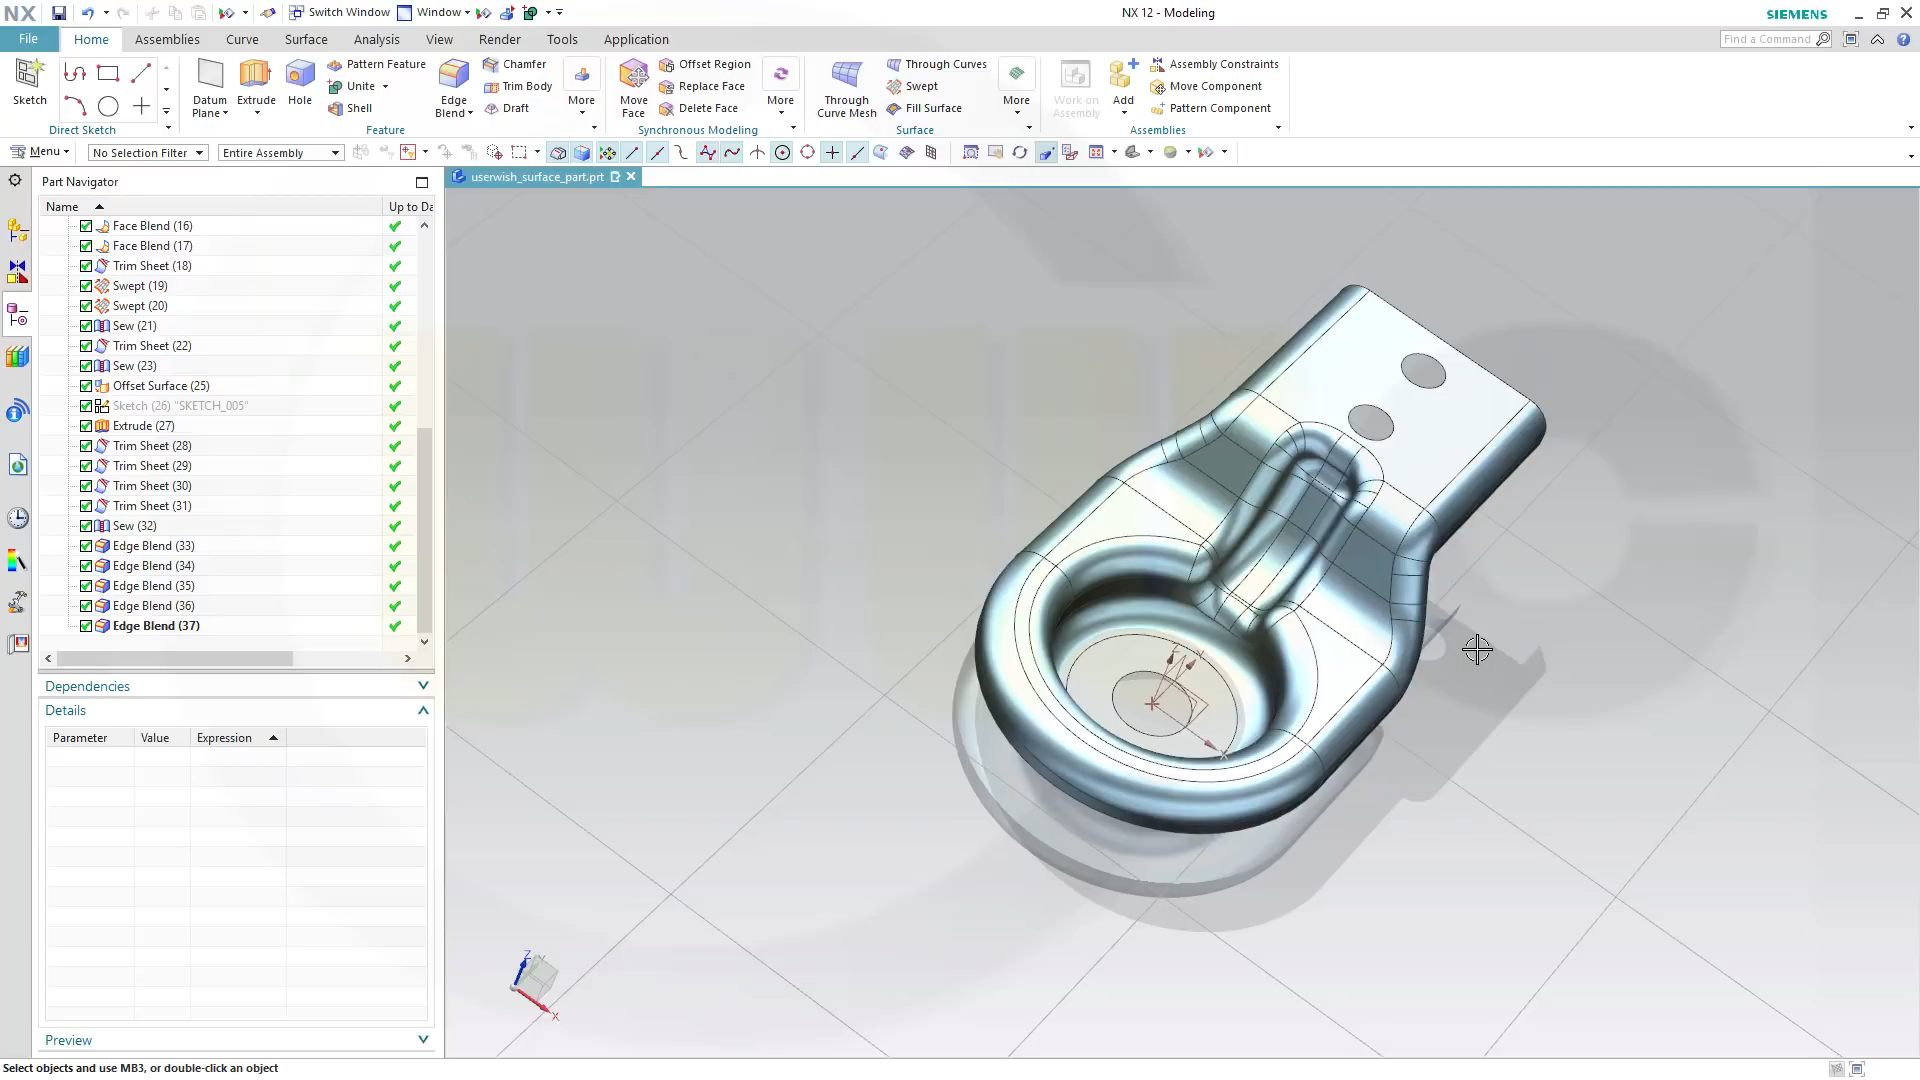 NX Switch Window Window NX 12 - Modeling SIEMENS
File Home Assemblies Curve Surface Analysis View Render Tools Application Find a Command
Sketch
Direct Sketch
Datum Plane Extrude Hole Pattern Feature Unite Shell Edge Blend Chamfer Trim Body Draft More
Feature
Move Face Offset Region Replace Face Delete Face More
Synchronous Modeling
Through Curve Mesh Through Curves Swept Fill Surface More
Surface
Work on Assembly Add Assembly Constraints Move Component Pattern Component
Assemblies
Menu No Selection Filter Entire Assembly
Part Navigator
userwish_surface_part.prt
Name Up to Da
Face Blend (16)
Face Blend (17)
Trim Sheet (18)
Swept (19)
Swept (20)
Sew (21)
Trim Sheet (22)
Sew (23)
Offset Surface (25)
Sketch (26) "SKETCH_005"
Extrude (27)
Trim Sheet (28)
Trim Sheet (29)
Trim Sheet (30)
Trim Sheet (31)
Sew (32)
Edge Blend (33)
Edge Blend (34)
Edge Blend (35)
Edge Blend (36)
Edge Blend (37)
Dependencies
Details
Parameter Value Expression
Preview
Z
X
X
Select objects and use MB3, or double-click an object